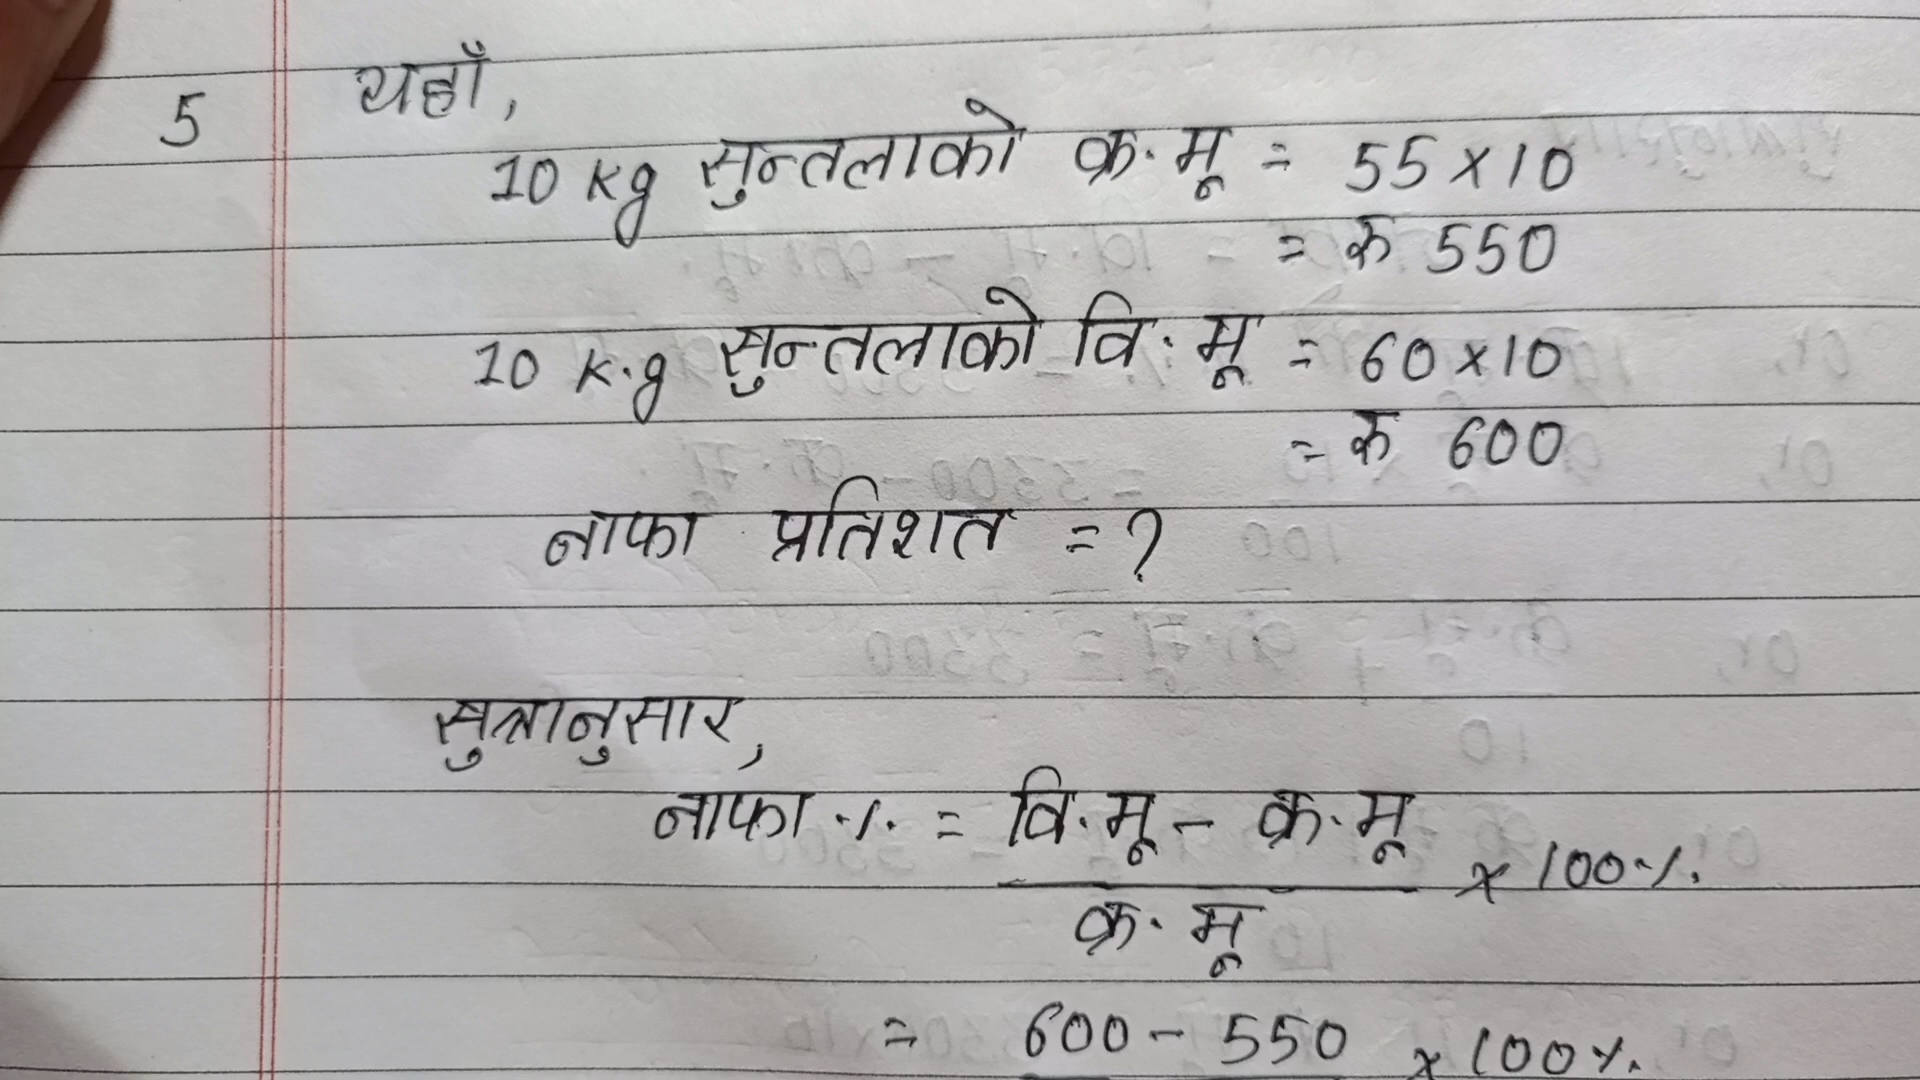 5 यहाँ,
10 kg सुन्तलाको क्र.मू = 55 x 10
= रु 550
10 k.g सुन्तलाको वि.मू = 60 x 10
= रु 600
नाफा प्रतिशत = ?
सुत्रानुसार,
नाफा % = वि.मू - क्र.मू
x 100%
क्र.मू
= 600 - 550 x 100%